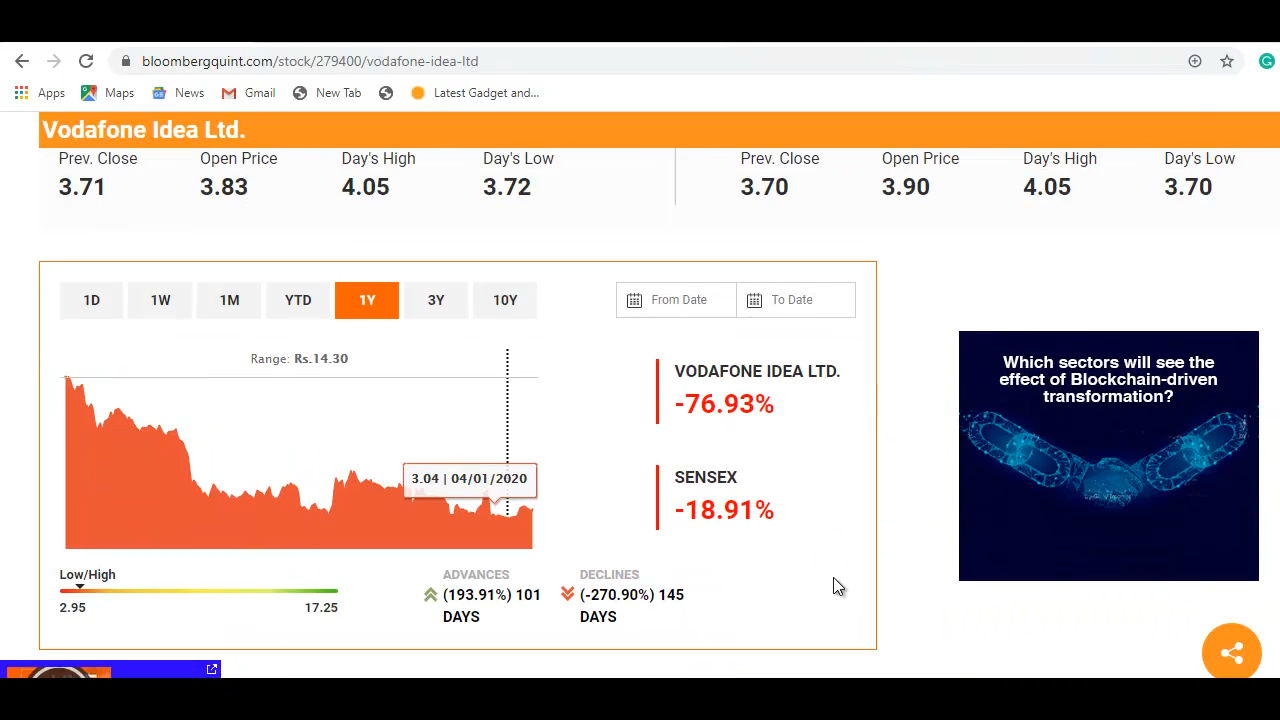 bloombergquint.com/stock/279400/vodafone-idea-ltd
Apps Maps News Gmail New Tab Latest Gadget and...
Vodafone Idea Ltd.
Prev. Close Open Price Day's High Day's Low Prev. Close Open Price Day's High Day's Low
3.71 3.83 4.05 3.72 3.70 3.90 4.05 3.70
1D 1W 1M YTD 1Y 3Y 10Y From Date To Date
Range: Rs.14.30
VODAFONE IDEA LTD.
-76.93%
3.04 | 04/01/2020
SENSEX
-18.91%
Which sectors will see the
effect of Blockchain-driven
transformation?
Low/High
2.95 17.25
ADVANCES
(193.91%) 101
DAYS
DECLINES
(-270.90%) 145
DAYS